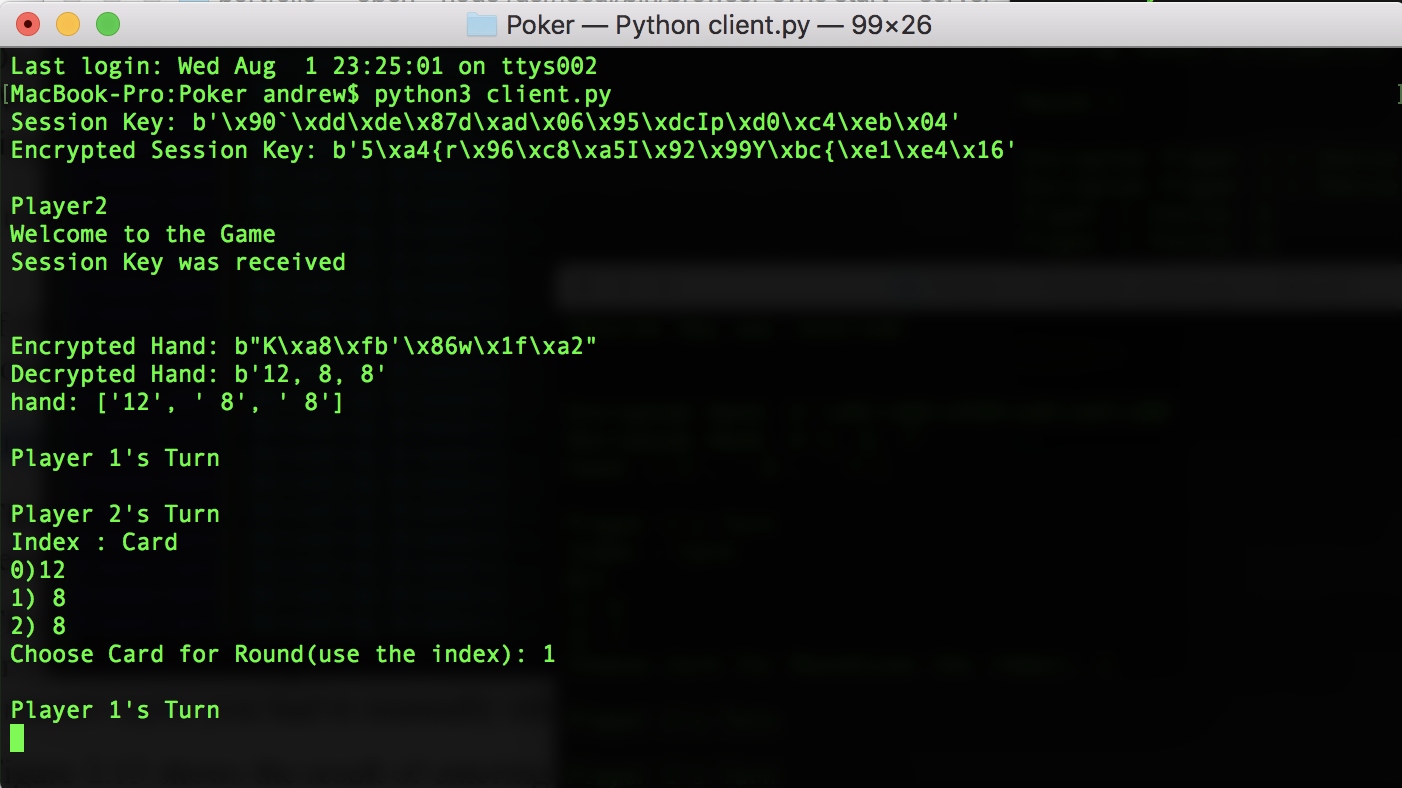 Poker — Python client.py — 99×26
Last login: Wed Aug  1 23:25:01 on ttys002
[MacBook-Pro:Poker andrew$ python3 client.py ]
Session Key: b'\x90`\xdd\xde\x87d\xad\x06\x95\xdcIp\xd0\xc4\xeb\x04'
Encrypted Session Key: b'5\xa4{r\x96\xc8\xa5I\x92\x99Y\xbc{\xe1\xe4\x16'
Player2
Welcome to the Game
Session Key was received
Encrypted Hand: b"K\xa8\xfb'\x86w\x1f\xa2"
Decrypted Hand: b'12, 8, 8'
hand: ['12', ' 8', ' 8']
Player 1's Turn
Player 2's Turn
Index : Card
0)12
1) 8
2) 8
Choose Card for Round(use the index): 1
Player 1's Turn